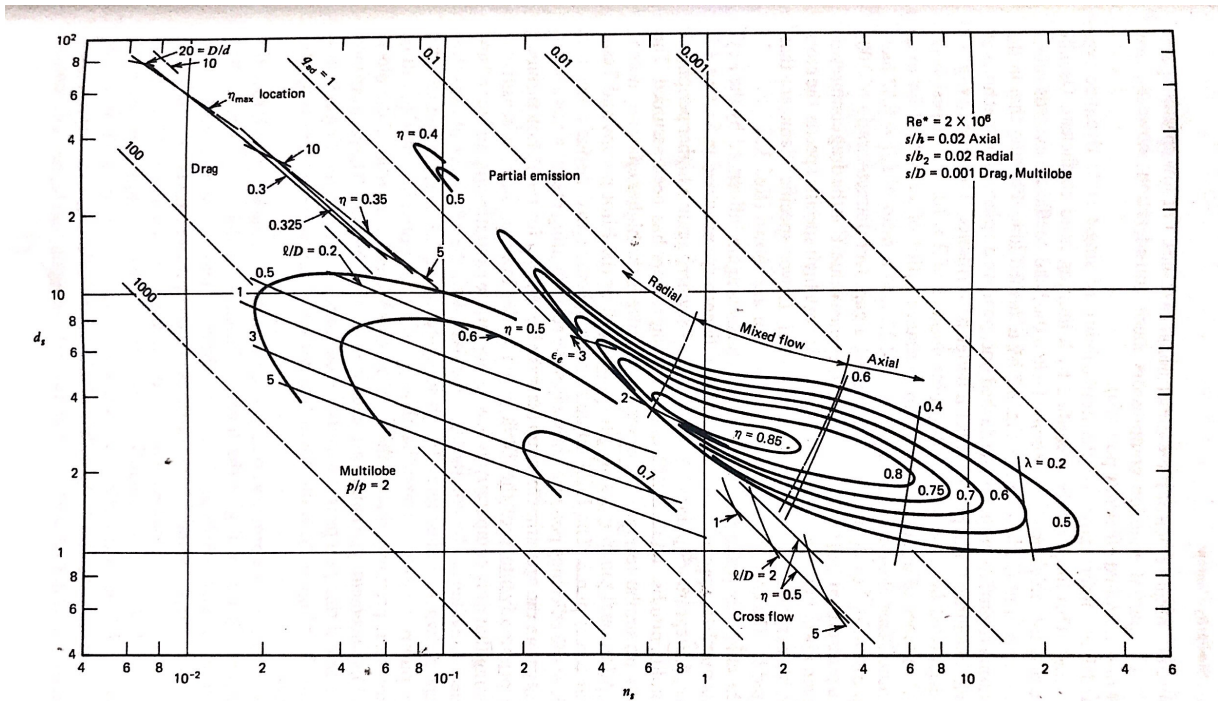 10²
8
6
4
2
10
8
6
4
2
1
8
6
4
d_s
20 = D/d
10
η_max location
q_ad = 1
0.1
0.01
0.001
Re* = 2 X 10⁶
s/h = 0.02 Axial
s/b₂ = 0.02 Radial
s/D = 0.001 Drag, Multilobe
100
Drag
10
0.3
0.325
η = 0.35
η = 0.4
0.5
Partial emission
ℓ/D = 0.2
5
0.5
1
1000
3
5
0.6
η = 0.5
ϵ_e = 3
2
Radial
Mixed flow
Axial
0.6
0.4
λ = 0.2
η = 0.85
0.8
0.75
0.7
0.6
0.5
Multilobe
p/p = 2
0.7
1
ℓ/D = 2
η = 0.5
Cross flow
5
4 6 8 10⁻² 2 4 6 8 10⁻¹ 2 4 6 8 1 2 4 6 8 10 2 4 6
n_s